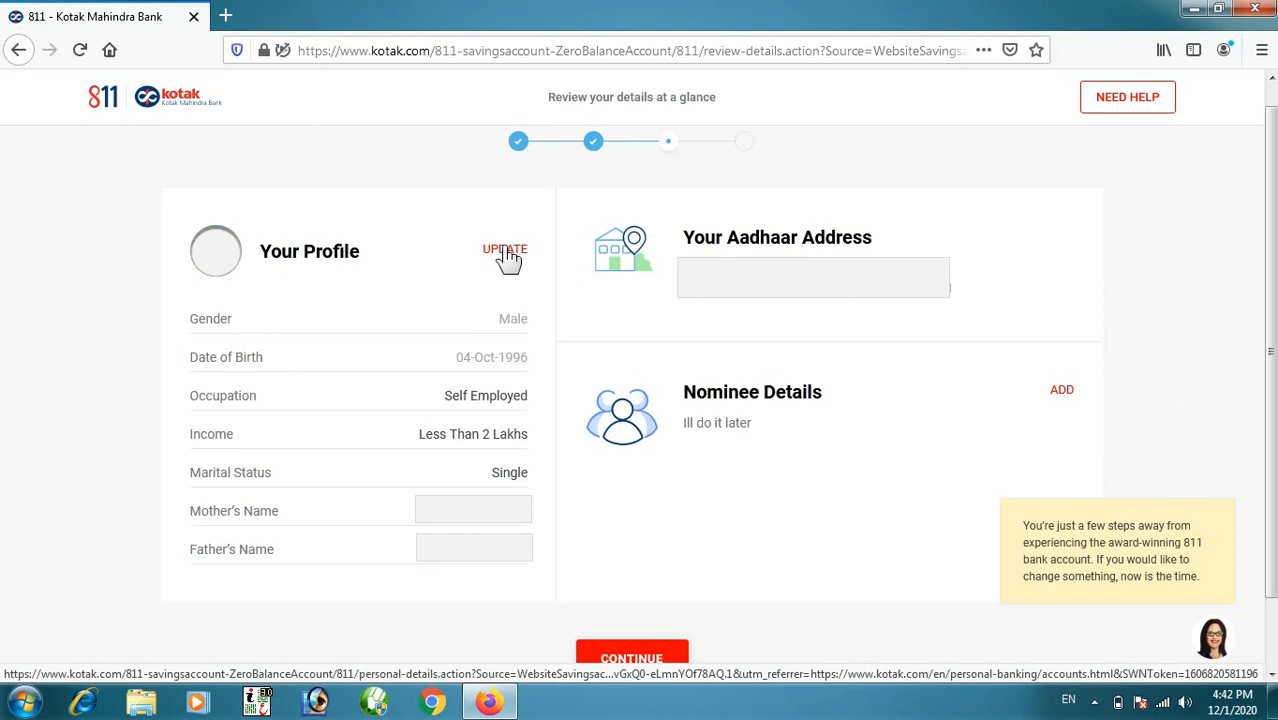 811 - Kotak Mahindra Bank
https://www.kotak.com/811-savingsaccount-ZeroBalanceAccount/811/review-details.action?Source=WebsiteSavingsa
811 kotak
Kotak Mahindra Bank
Review your details at a glance
NEED HELP
Your Profile
UPDATE
Gender Male
Date of Birth 04-Oct-1996
Occupation Self Employed
Income Less Than 2 Lakhs
Marital Status Single
Mother's Name
Father's Name
Your Aadhaar Address
Nominee Details
ADD
Ill do it later
You're just a few steps away from
experiencing the award-winning 811
bank account. If you would like to
change something, now is the time.
CONTINUE
https://www.kotak.com/811-savingsaccount-ZeroBalanceAccount/811/personal-details.action?Source=WebsiteSavingsac...vGxQ0-eLmnYOf78AQ.1&utm_referrer=https://www.kotak.com/en/personal-banking/accounts.html&SWNToken=1606820581196
EN
4:42 PM
12/1/2020